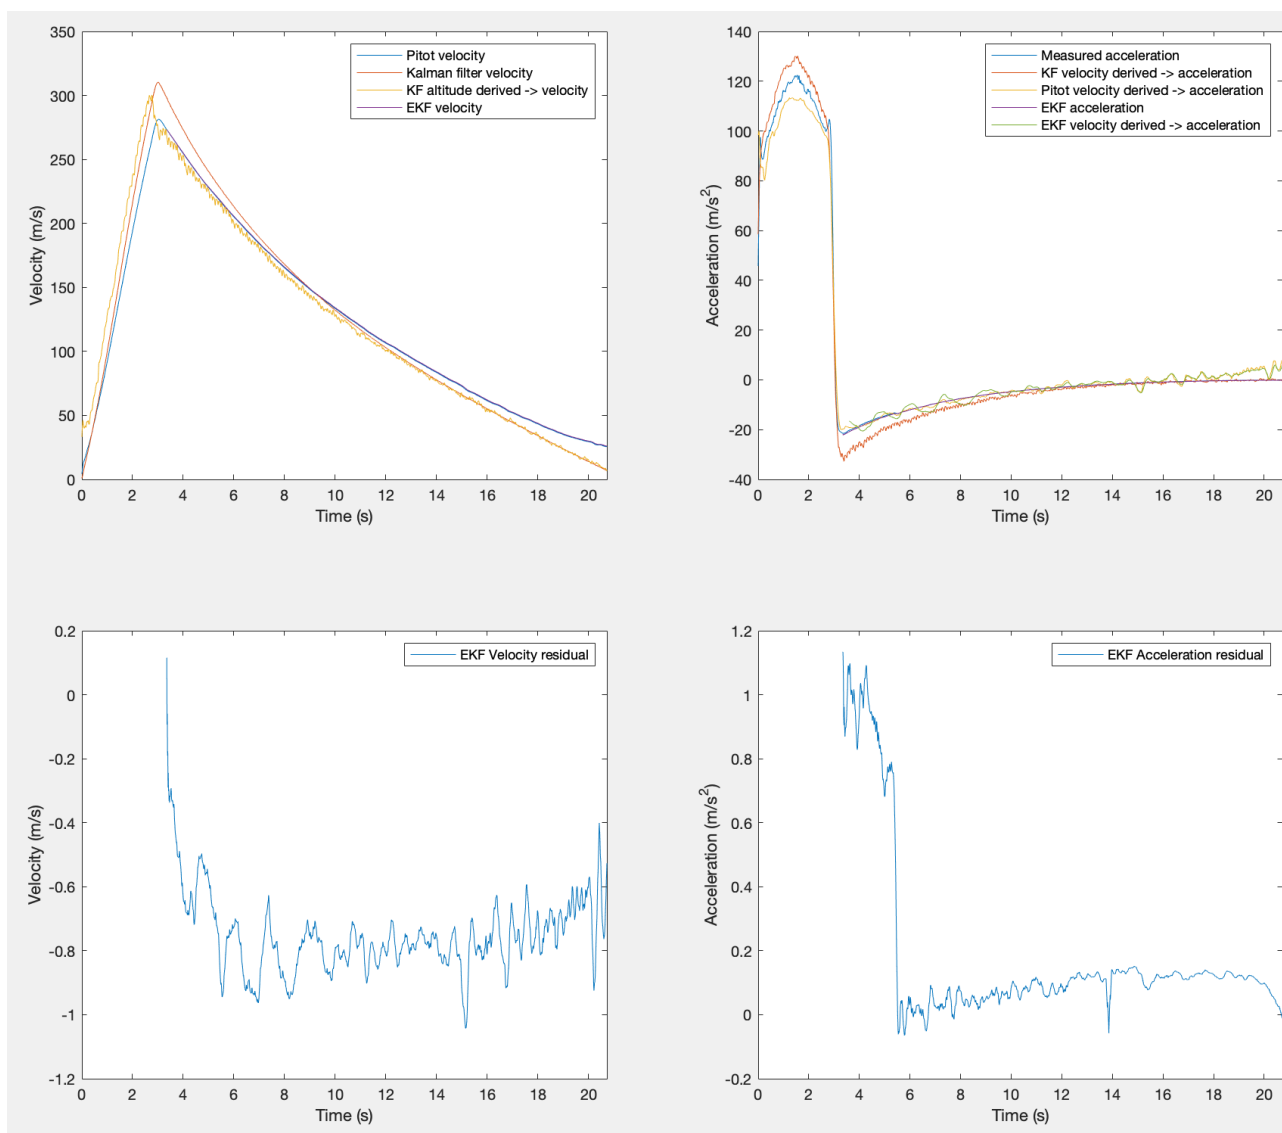 350
300
250
200
150
100
50
0
Velocity (m/s)
0 2 4 6 8 10 12 14 16 18 20
Time (s)
Pitot velocity
Kalman filter velocity
KF altitude derived -> velocity
EKF velocity
140
120
100
80
60
40
20
0
-20
-40
Acceleration (m/s²)
0 2 4 6 8 10 12 14 16 18 20
Time (s)
Measured acceleration
KF velocity derived -> acceleration
Pitot velocity derived -> acceleration
EKF acceleration
EKF velocity derived -> acceleration
0.2
0
-0.2
-0.4
-0.6
-0.8
-1
-1.2
Velocity (m/s)
0 2 4 6 8 10 12 14 16 18 20
Time (s)
EKF Velocity residual
1.2
1
0.8
0.6
0.4
0.2
0
-0.2
Acceleration (m/s²)
0 2 4 6 8 10 12 14 16 18 20
Time (s)
EKF Acceleration residual